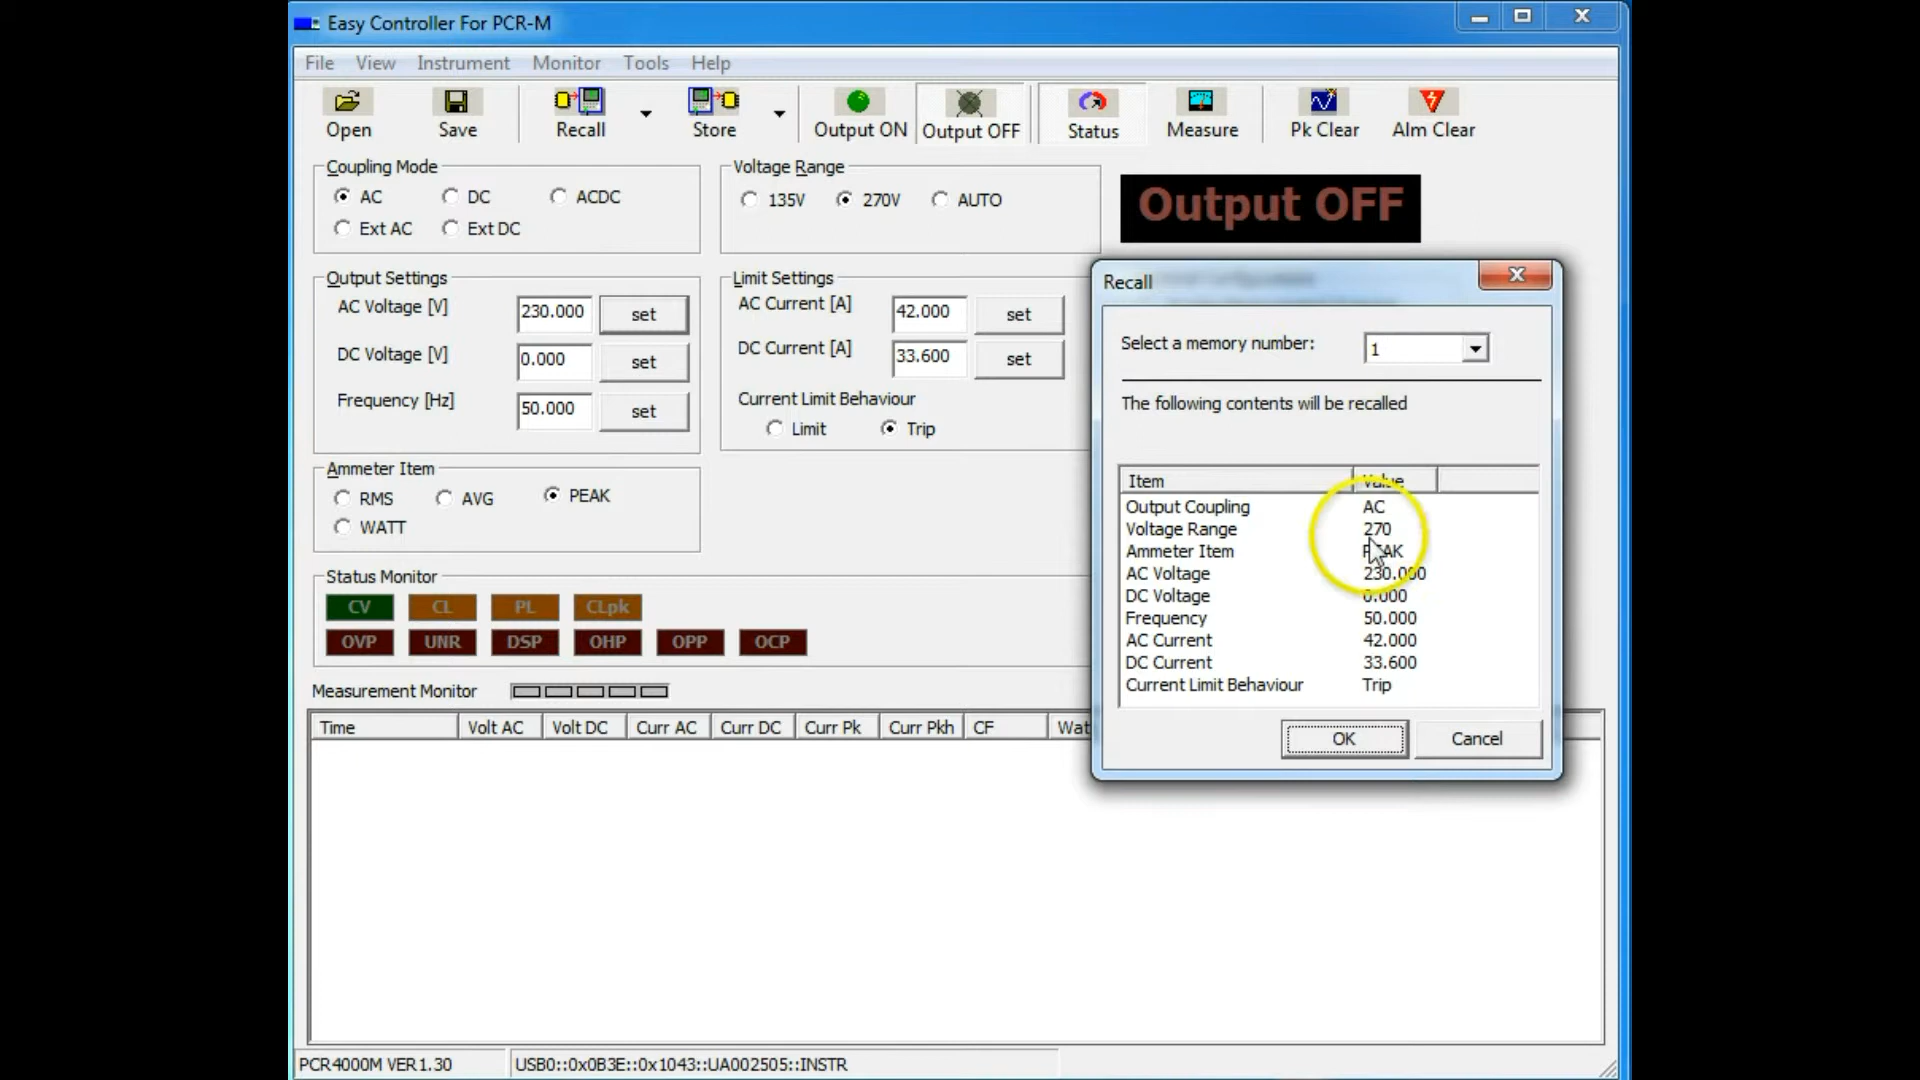 Easy Controller For PCR-M
File View Instrument Monitor Tools Help
Open Save Recall Store Output ON Output OFF Status Measure Pk Clear Alm Clear
Coupling Mode
AC DC ACDC
Ext AC Ext DC
Voltage Range
135V 270V AUTO
Output OFF
Output Settings
AC Voltage [V] 230.000 set
DC Voltage [V] 0.000 set
Frequency [Hz] 50.000 set
Limit Settings
AC Current [A] 42.000 set
DC Current [A] 33.600 set
Current Limit Behaviour
Limit Trip
Ammeter Item
RMS AVG PEAK
WATT
Status Monitor
CV CL PL CLpk
OVP UNR DSP OHP OPP OCP
Measurement Monitor
Time Volt AC Volt DC Curr AC Curr DC Curr Pk Curr Pkh CF Wat
Recall
Select a memory number: 1
The following contents will be recalled
Item Value
Output Coupling AC
Voltage Range 270
Ammeter Item PEAK
AC Voltage 230.000
DC Voltage 0.000
Frequency 50.000
AC Current 42.000
DC Current 33.600
Current Limit Behaviour Trip
OK Cancel
PCR4000M VER1.30 USB0::0x0B3E::0x1043::UA002505::INSTR